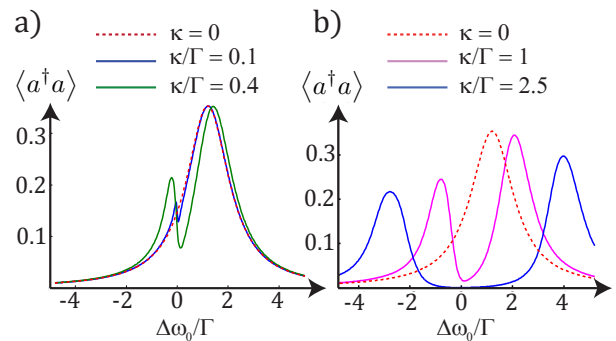 a)
κ = 0
κ/Γ = 0.1
κ/Γ = 0.4
⟨a†a⟩
0.3
0.2
0.1
-4 -2 0 2 4
Δω₀/Γ
b)
κ = 0
κ/Γ = 1
κ/Γ = 2.5
⟨a†a⟩
0.3
0.2
0.1
-4 -2 0 2 4
Δω₀/Γ